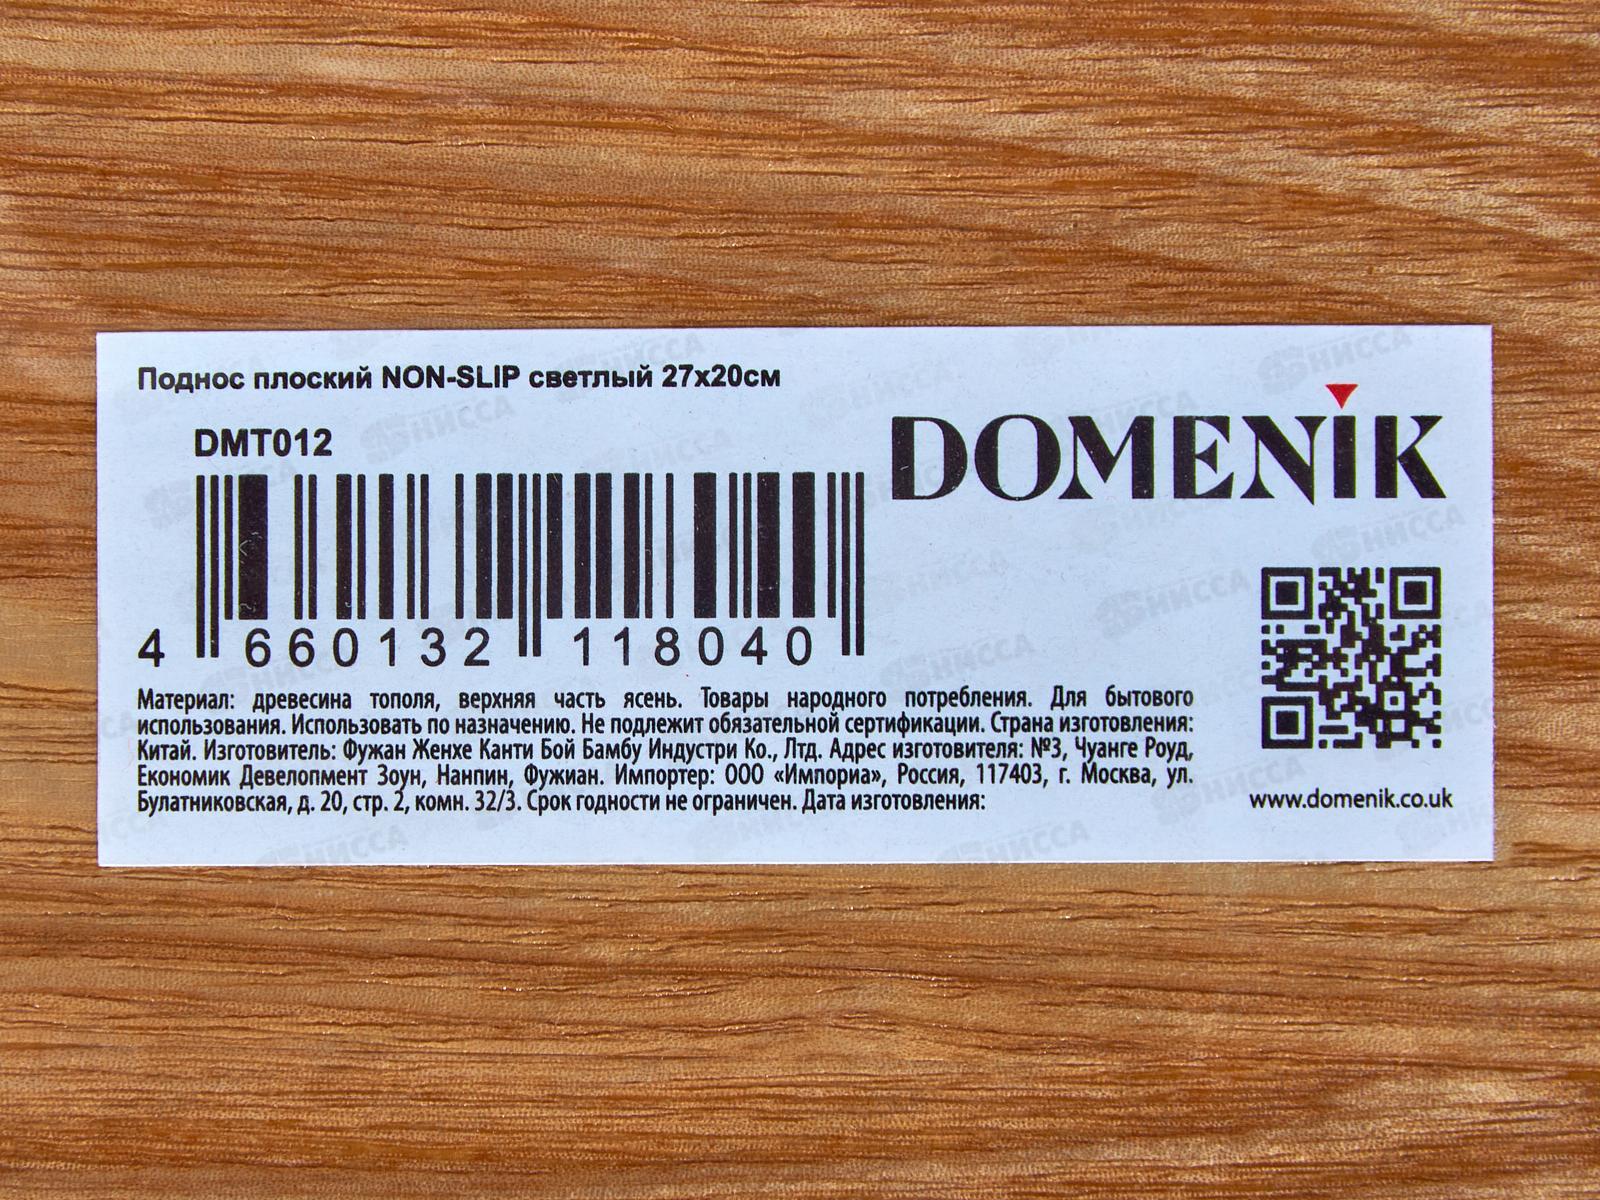 Поднос плоский NON-SLIP светлый 27х20см
DMT012
DOMENIK
4 660132 118040
Материал: древесина тополя, верхняя часть ясень. Товары народного потребления. Для бытового
использования. Использовать по назначению. Не подлежит обязательной сертификации. Страна изготовления:
Китай. Изготовитель: Фужан Женхе Канти Бой Бамбу Индустри Ко., Лтд. Адрес изготовителя: №3, Чуанге Роуд,
Економик Девелопмент Зоун, Нанпин, Фужиан. Импортер: ООО «Импориа», Россия, 117403, г. Москва, ул.
Булатниковская, д. 20, стр. 2, комн. 32/3. Срок годности не ограничен. Дата изготовления:
www.domenik.co.uk